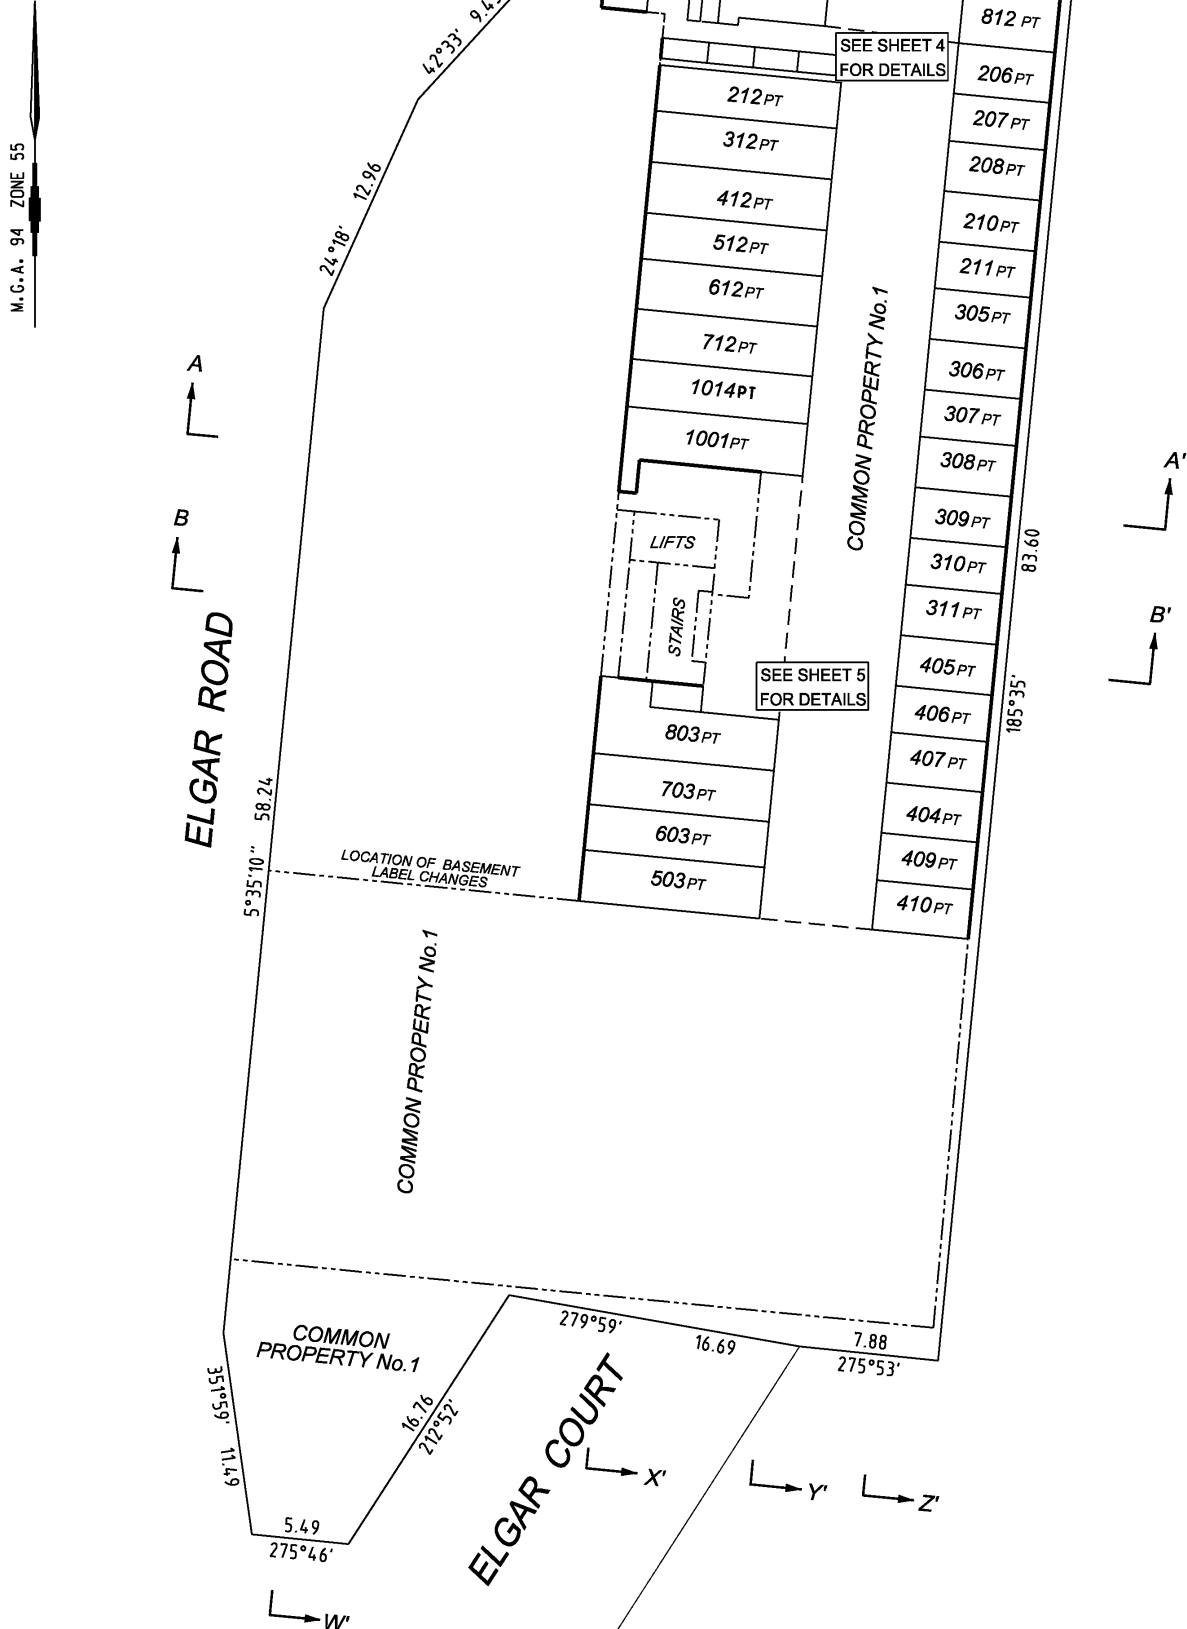 M.G.A. 94 ZONE 55
42°33'
12.96
24°18'
812 PT
SEE SHEET 4
FOR DETAILS
206 PT
207 PT
208 PT
210 PT
211 PT
305 PT
306 PT
307 PT
308 PT
309 PT
310 PT
311 PT
405 PT
406 PT
407 PT
404 PT
409 PT
410 PT
212 PT
312 PT
412 PT
512 PT
612 PT
712 PT
1014PT
1001 PT
COMMON PROPERTY No.1
A
B
A'
B'
LIFTS
STAIRS
83.60
185°35'
SEE SHEET 5
FOR DETAILS
803 PT
703 PT
603 PT
503 PT
ELGAR ROAD
58.24
5°35'10"
LOCATION OF BASEMENT
LABEL CHANGES
COMMON PROPERTY No.1
COMMON
PROPERTY No.1
279°59'
16.69
7.88
275°53'
351°59'
11.49
16.76
212°52'
5.49
275°46'
ELGAR COURT
X'
Y'
Z'
W'